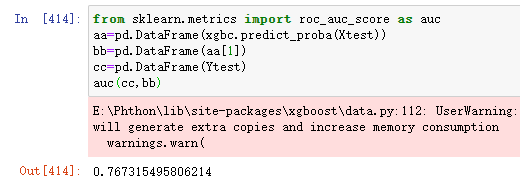 In [414]: from sklearn.metrics import roc_auc_score as auc
aa=pd.DataFrame(xgbc.predict_proba(Xtest))
bb=pd.DataFrame(aa[1])
cc=pd.DataFrame(Ytest)
auc(cc,bb)
E:\Phthon\lib\site-packages\xgboost\data.py:112: UserWarning:
will generate extra copies and increase memory consumption
warnings.warn(
Out[414]: 0.767315495806214